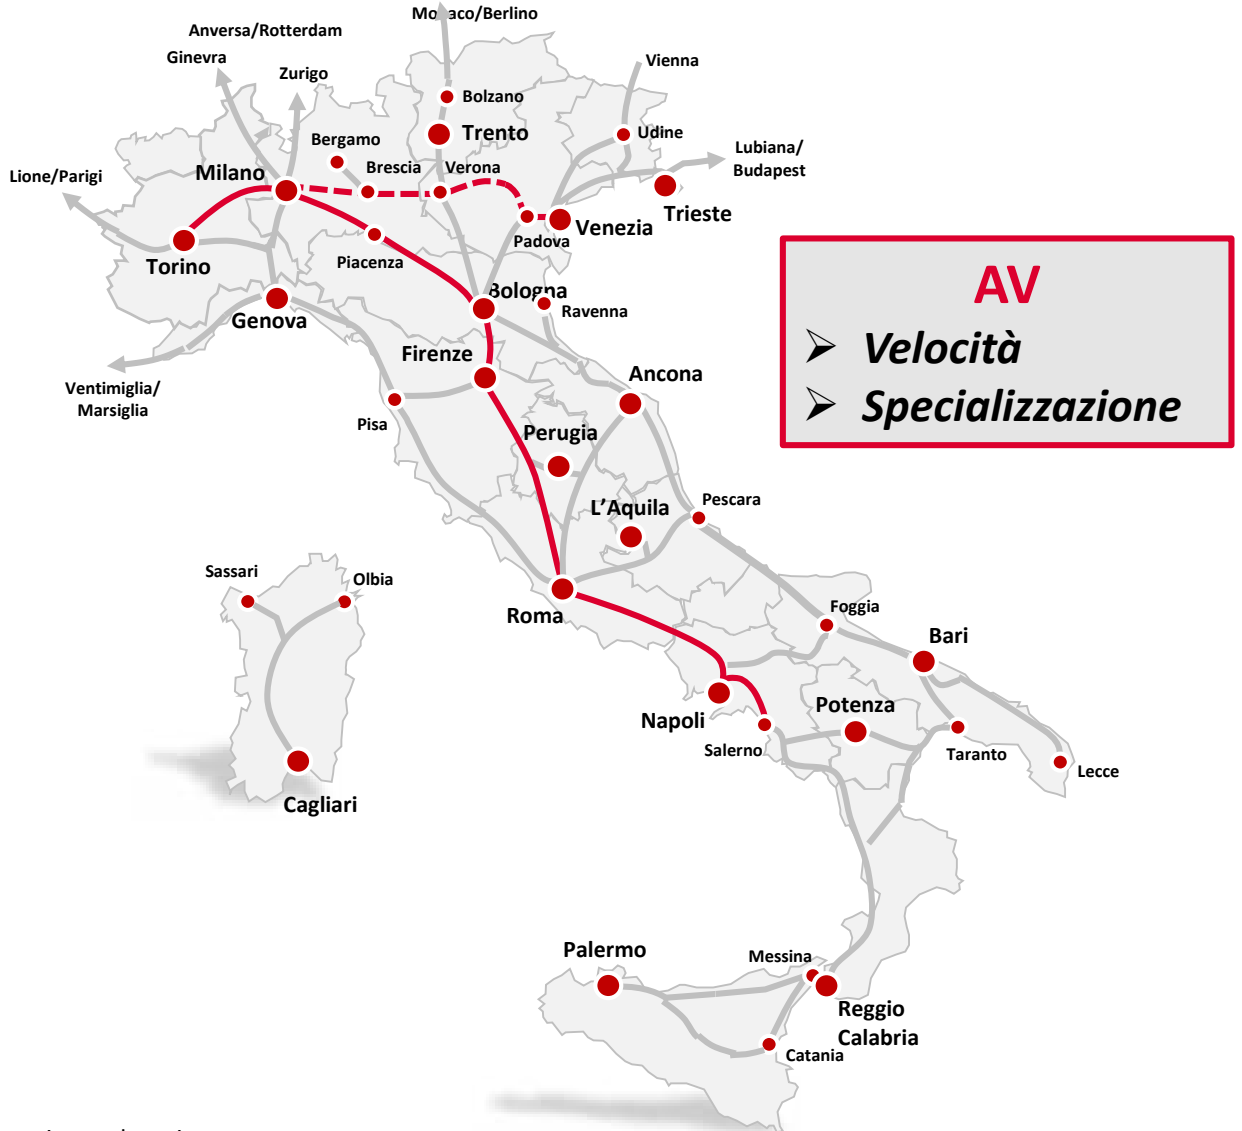 Monaco/Berlino
Anversa/Rotterdam
Ginevra
Zurigo
Vienna
Bolzano
Trento
Udine
Bergamo
Lubiana/
Budapest
Lione/Parigi
Milano
Brescia
Verona
Trieste
Venezia
Padova
Torino
Piacenza
Bologna
Ravenna
Genova
AV
➢ Velocità
➢ Specializzazione
Firenze
Ancona
Ventimiglia/
Marsiglia
Pisa
Perugia
L’Aquila
Pescara
Sassari
Olbia
Roma
Foggia
Bari
Potenza
Napoli
Salerno
Taranto
Lecce
Cagliari
Palermo
Messina
Reggio
Calabria
Catania